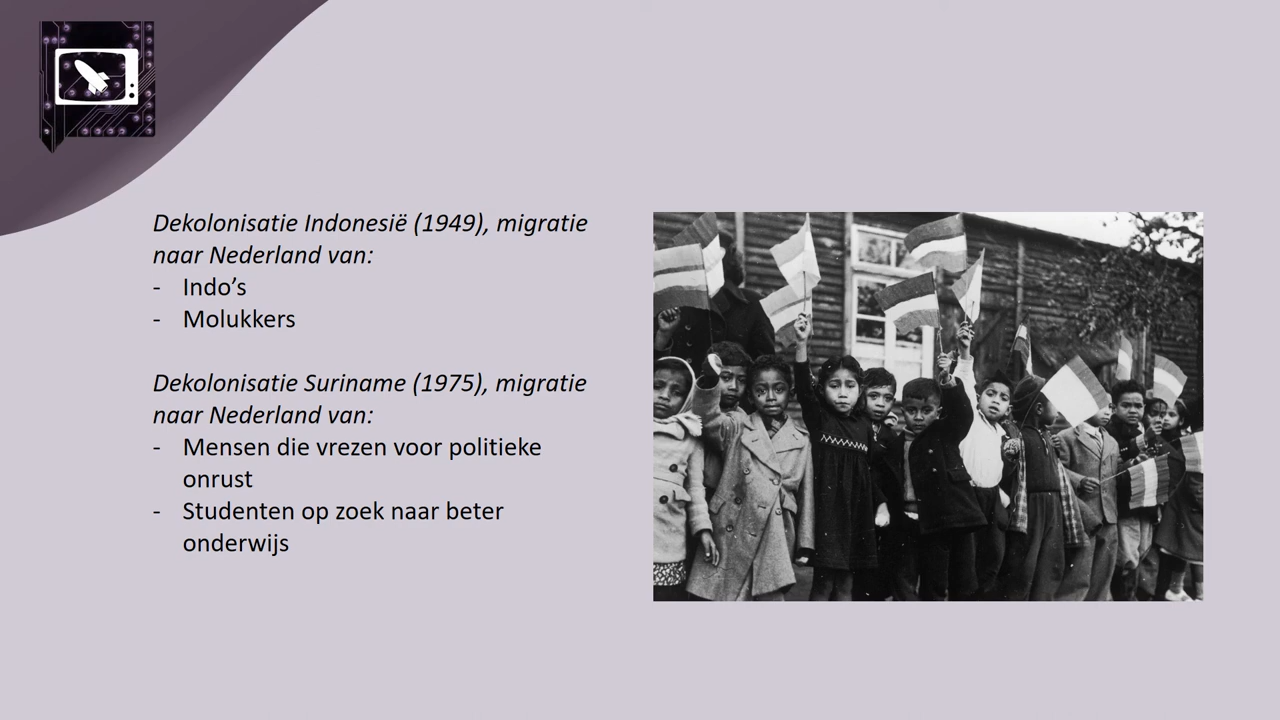 Dekolonisatie Indonesië (1949), migratie
naar Nederland van:
- Indo’s
- Molukkers
Dekolonisatie Suriname (1975), migratie
naar Nederland van:
- Mensen die vrezen voor politieke
onrust
- Studenten op zoek naar beter
onderwijs